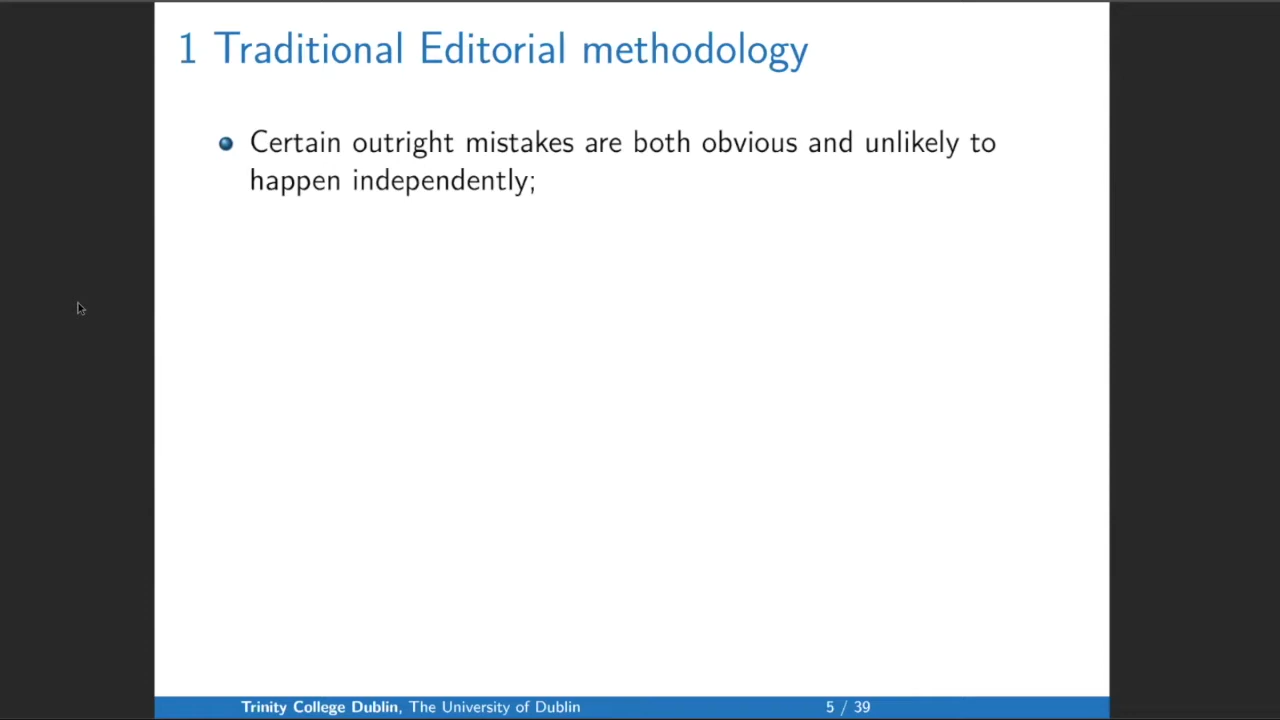 1 Traditional Editorial methodology
Certain outright mistakes are both obvious and unlikely to
happen independently;
Trinity College Dublin, The University of Dublin 5 / 39